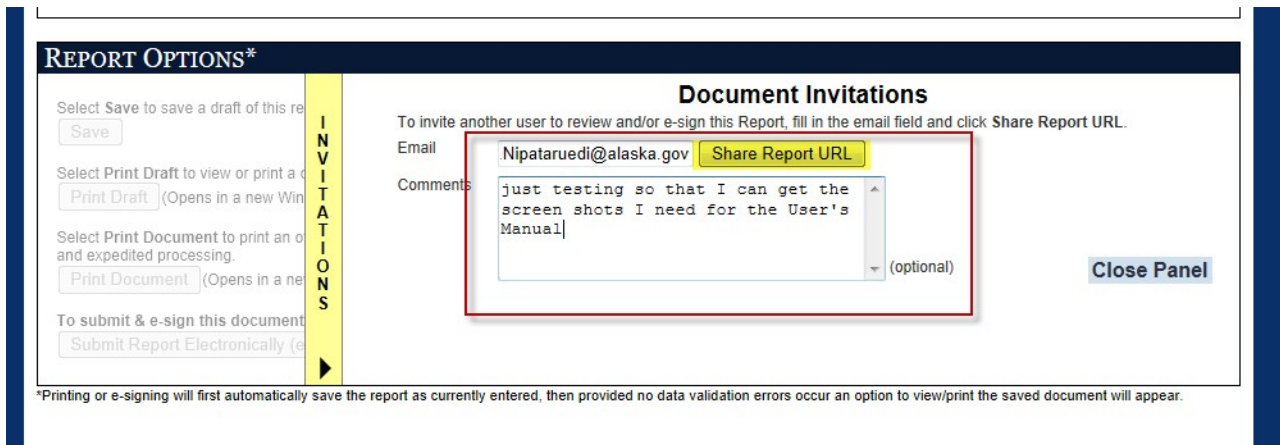 REPORT OPTIONS*
Select Save to save a draft of this re
Save
Select Print Draft to view or print a
Print Draft (Opens in a new Win
Select Print Document to print an o
and expedited processing.
Print Document (Opens in a ne
To submit & e-sign this document
Submit Report Electronically (e
INVITATIONS
Document Invitations
To invite another user to review and/or e-sign this Report, fill in the email field and click Share Report URL.
Email .Nipataruedi@alaska.gov Share Report URL
Comments just testing so that I can get the
screen shots I need for the User's
Manual
(optional)
Close Panel
*Printing or e-signing will first automatically save the report as currently entered, then provided no data validation errors occur an option to view/print the saved document will appear.